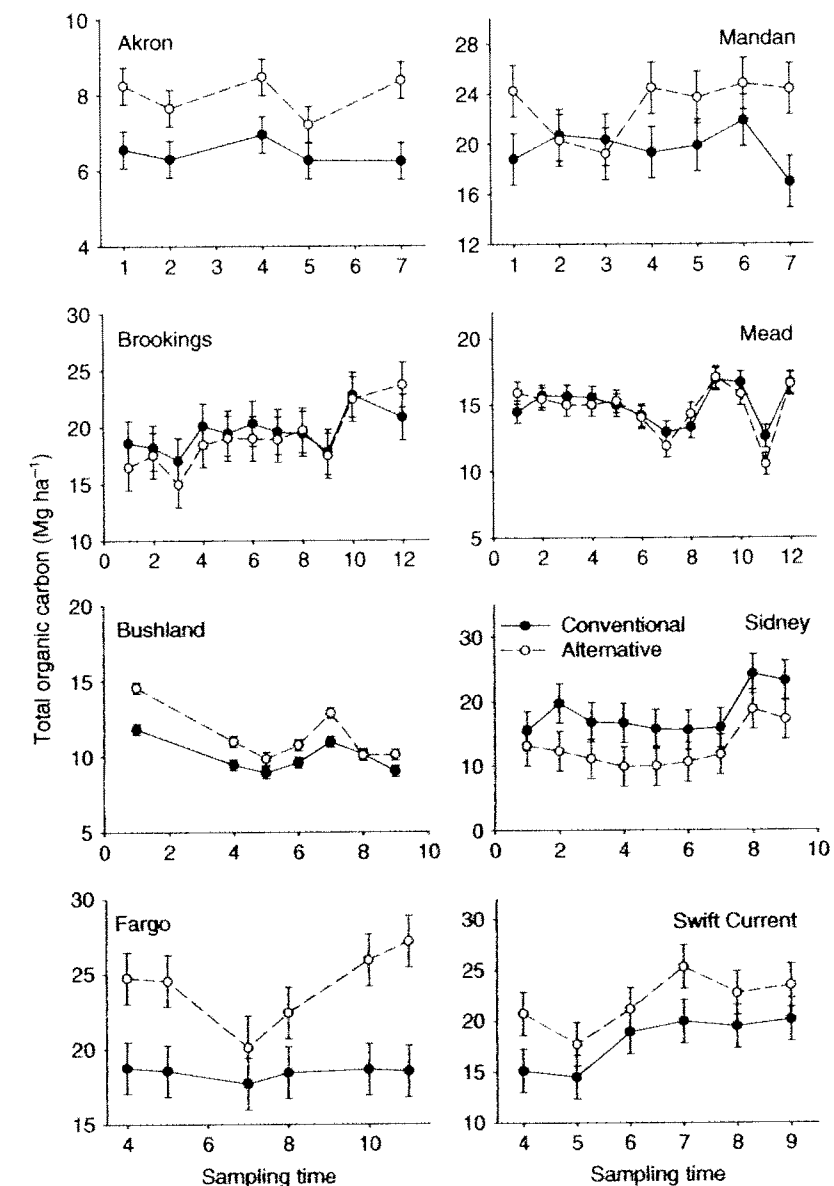 Total organic carbon (Mg ha⁻¹)
Akron
10
8
6
4
1 2 3 4 5 6 7
Mandan
28
24
20
16
12
1 2 3 4 5 6 7
Brookings
30
25
20
15
10
0 2 4 6 8 10 12
Mead
20
15
10
5
0 2 4 6 8 10 12
Bushland
20
15
10
5
0 2 4 6 8 10
Sidney
Conventional
Alternative
30
20
10
0
0 2 4 6 8 10
Fargo
30
25
20
15
4 6 8 10
Sampling time
Swift Current
30
25
20
15
10
4 5 6 7 8 9
Sampling time